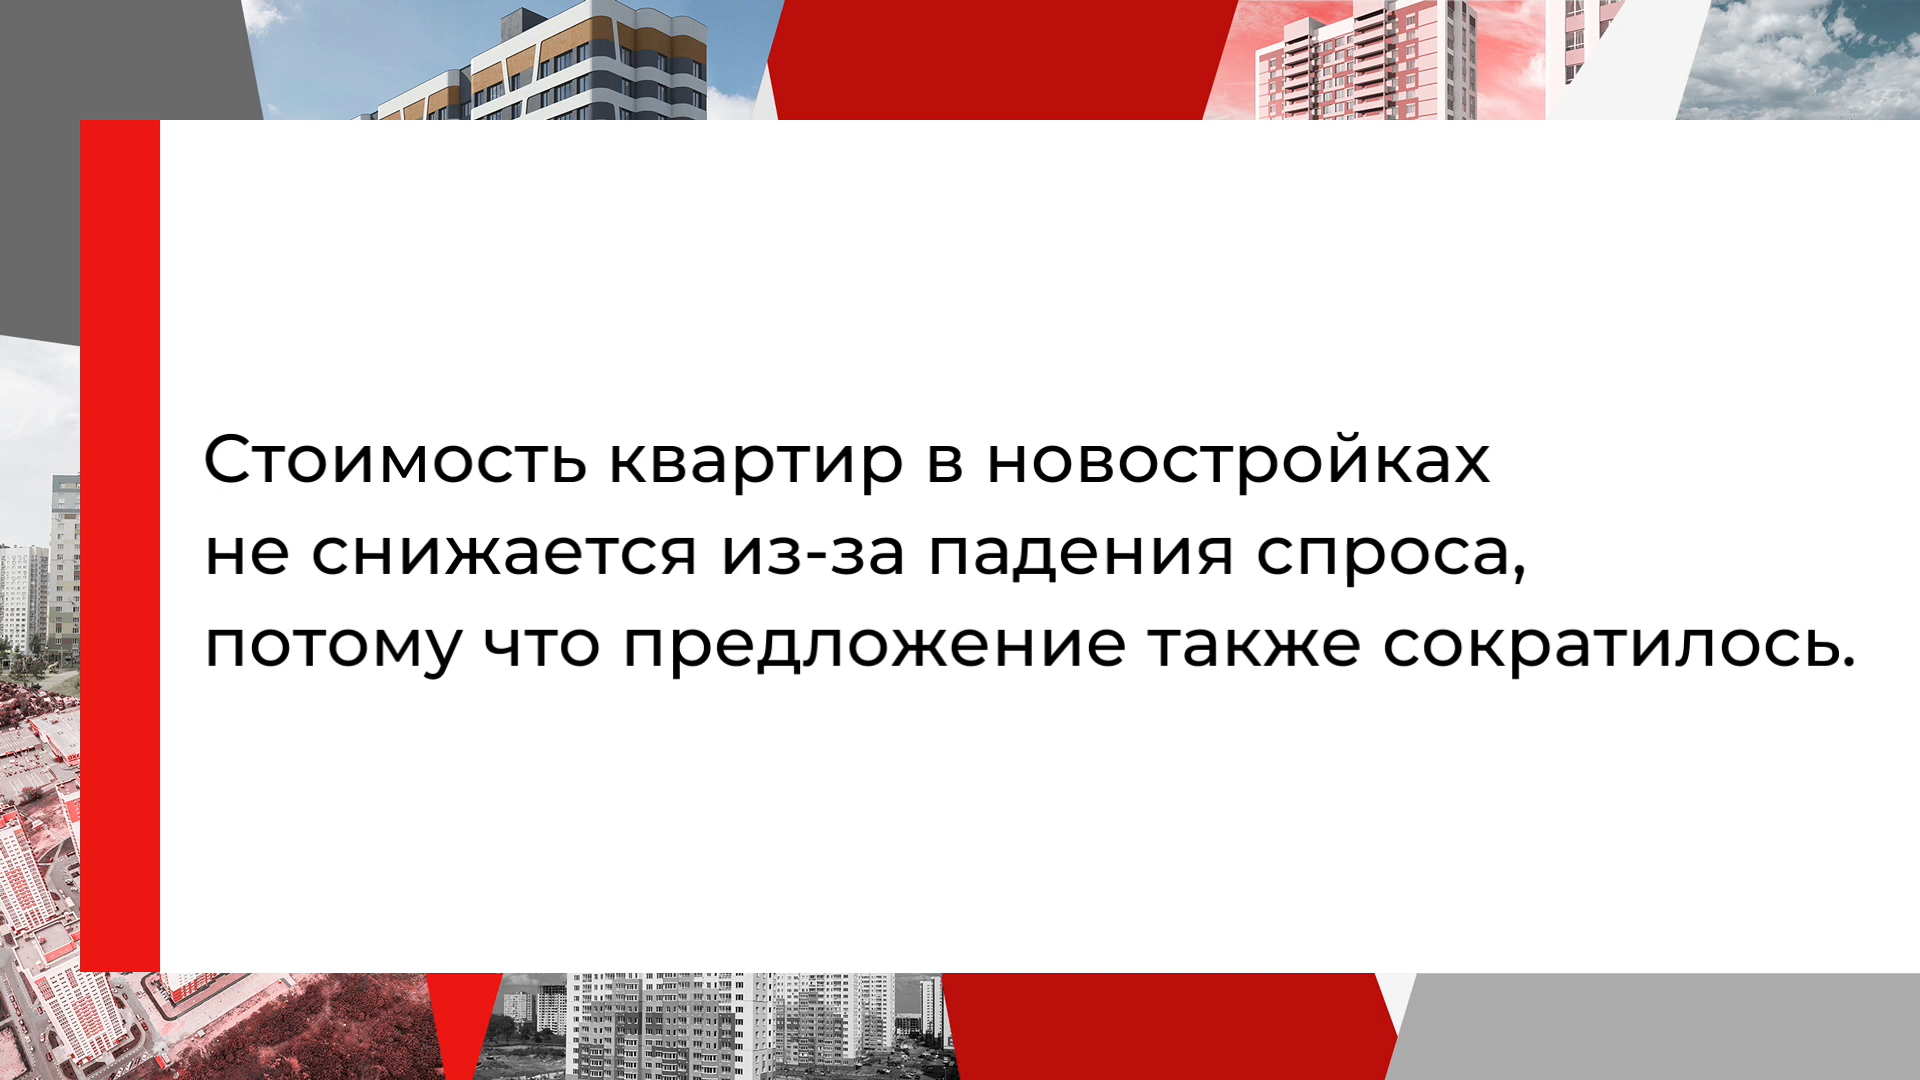 Стоимость квартир в новостройках
не снижается из-за падения спроса,
потому что предложение также сократилось.